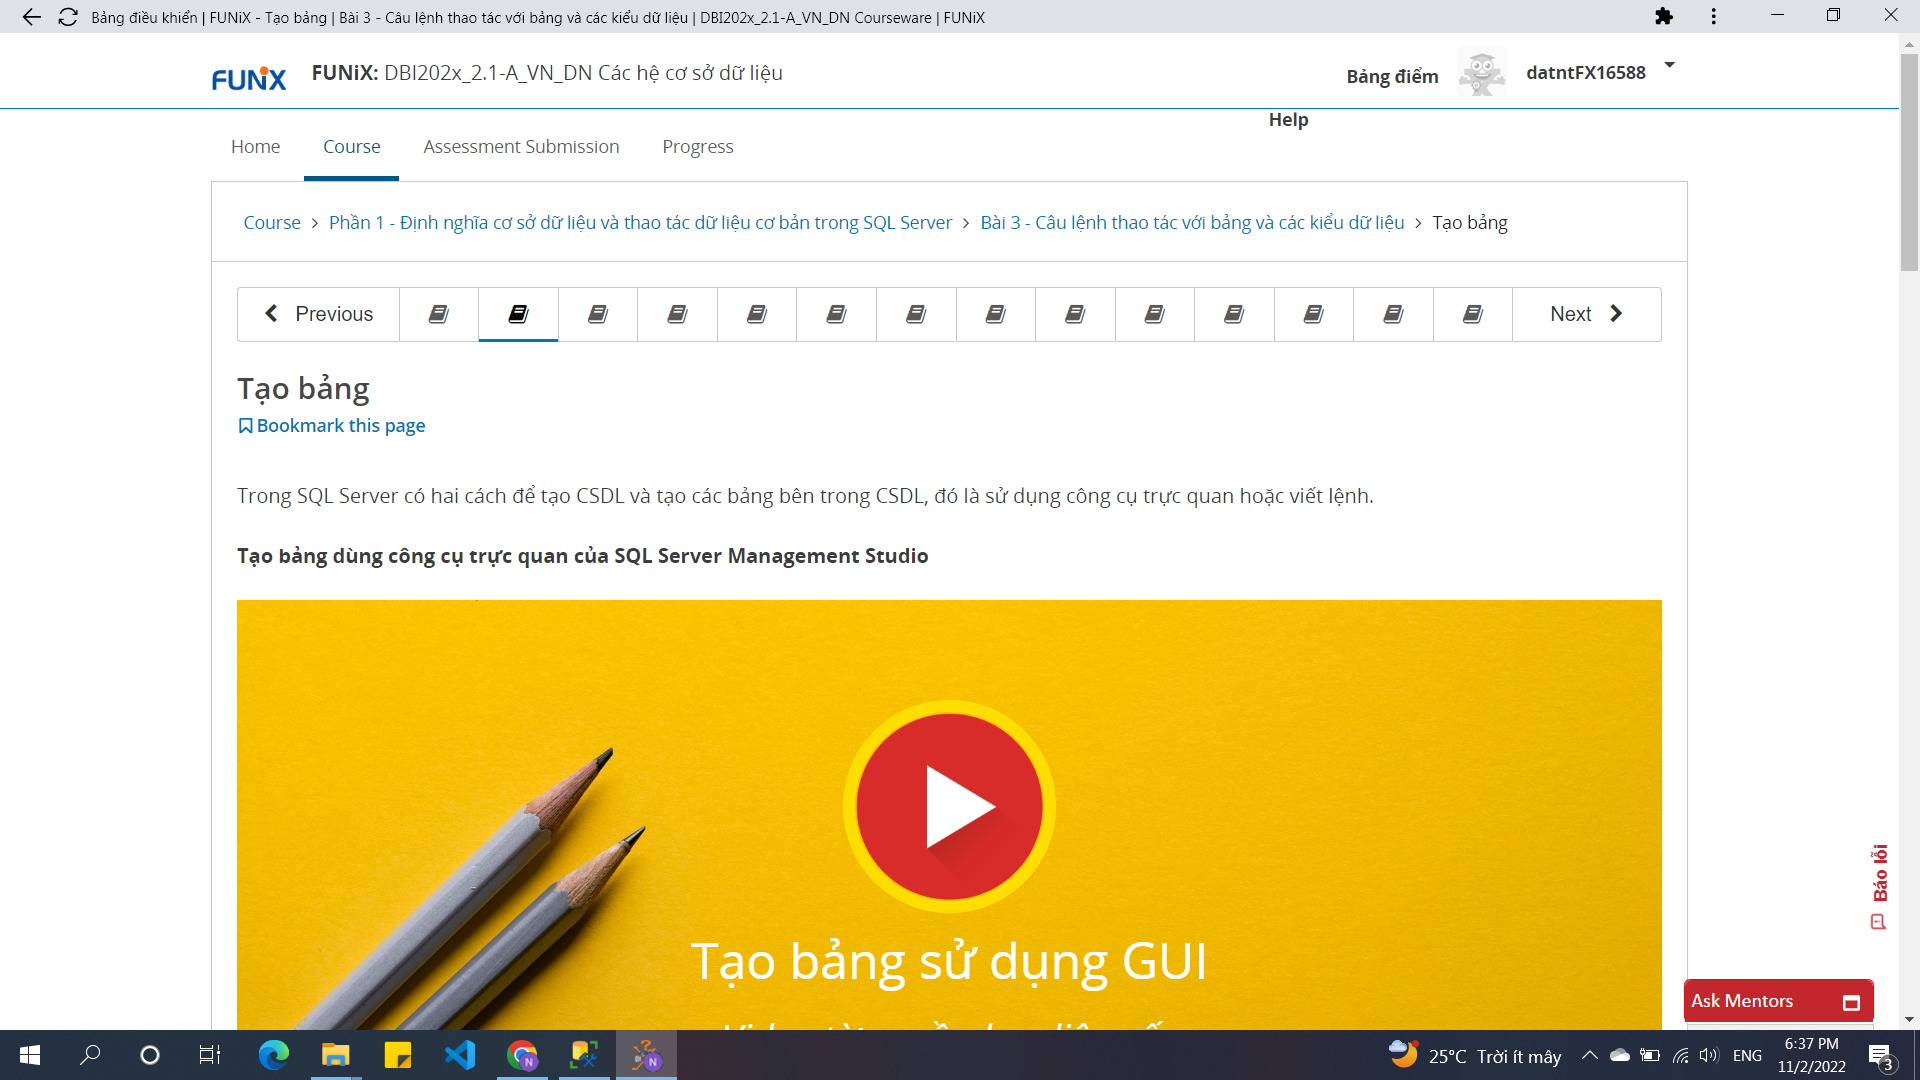 Bảng điều khiển | FUNiX - Tạo bảng | Bài 3 - Câu lệnh thao tác với bảng và các kiểu dữ liệu | DBI202x_2.1-A_VN_DN Courseware | FUNiX
FUNiX
FUNiX: DBI202x_2.1-A_VN_DN Các hệ cơ sở dữ liệu
Bảng điểm
datntFX16588
Help
Home
Course
Assessment Submission
Progress
Course > Phần 1 - Định nghĩa cơ sở dữ liệu và thao tác dữ liệu cơ bản trong SQL Server > Bài 3 - Câu lệnh thao tác với bảng và các kiểu dữ liệu > Tạo bảng
Previous
Next
Tạo bảng
Bookmark this page
Trong SQL Server có hai cách để tạo CSDL và tạo các bảng bên trong CSDL, đó là sử dụng công cụ trực quan hoặc viết lệnh.
Tạo bảng dùng công cụ trực quan của SQL Server Management Studio
Tạo bảng sử dụng GUI
Báo lỗi
Ask Mentors
25°C Trời ít mây
ENG
6:37 PM
11/2/2022
3
N
N